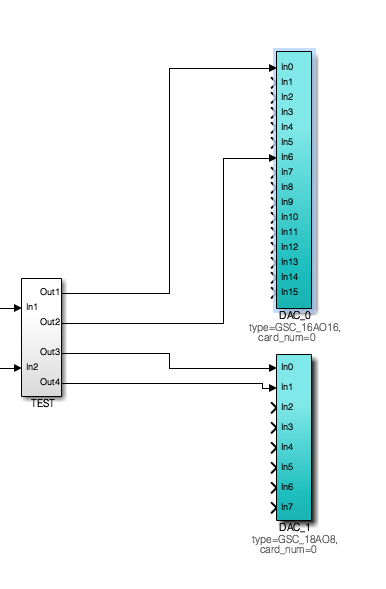 In0
In1
In2
In3
In4
In5
In6
In7
In8
In9
In10
In11
In12
In13
In14
In15
DAC_0
type=GSC_16AO16,
card_num=0
Out1
In1
Out2
Out3
In2
Out4
TEST
In0
In1
In2
In3
In4
In5
In6
In7
DAC_1
type=GSC_18AO8,
card_num=0